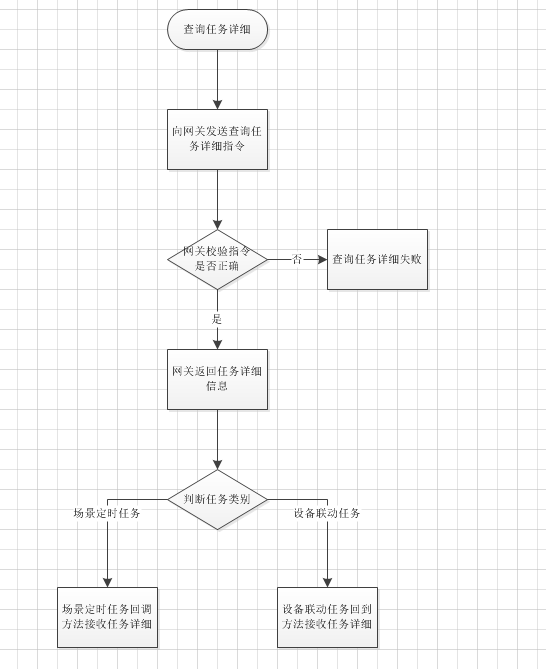 查询任务详细
向网关发送查询任
务详细指令
网关校验指令
是否正确
否
查询任务详细失败
是
网关返回任务详细
信息
判断任务类别
场景定时任务
设备联动任务
场景定时任务回调
方法接收任务详细
设备联动任务回到
方法接收任务详细